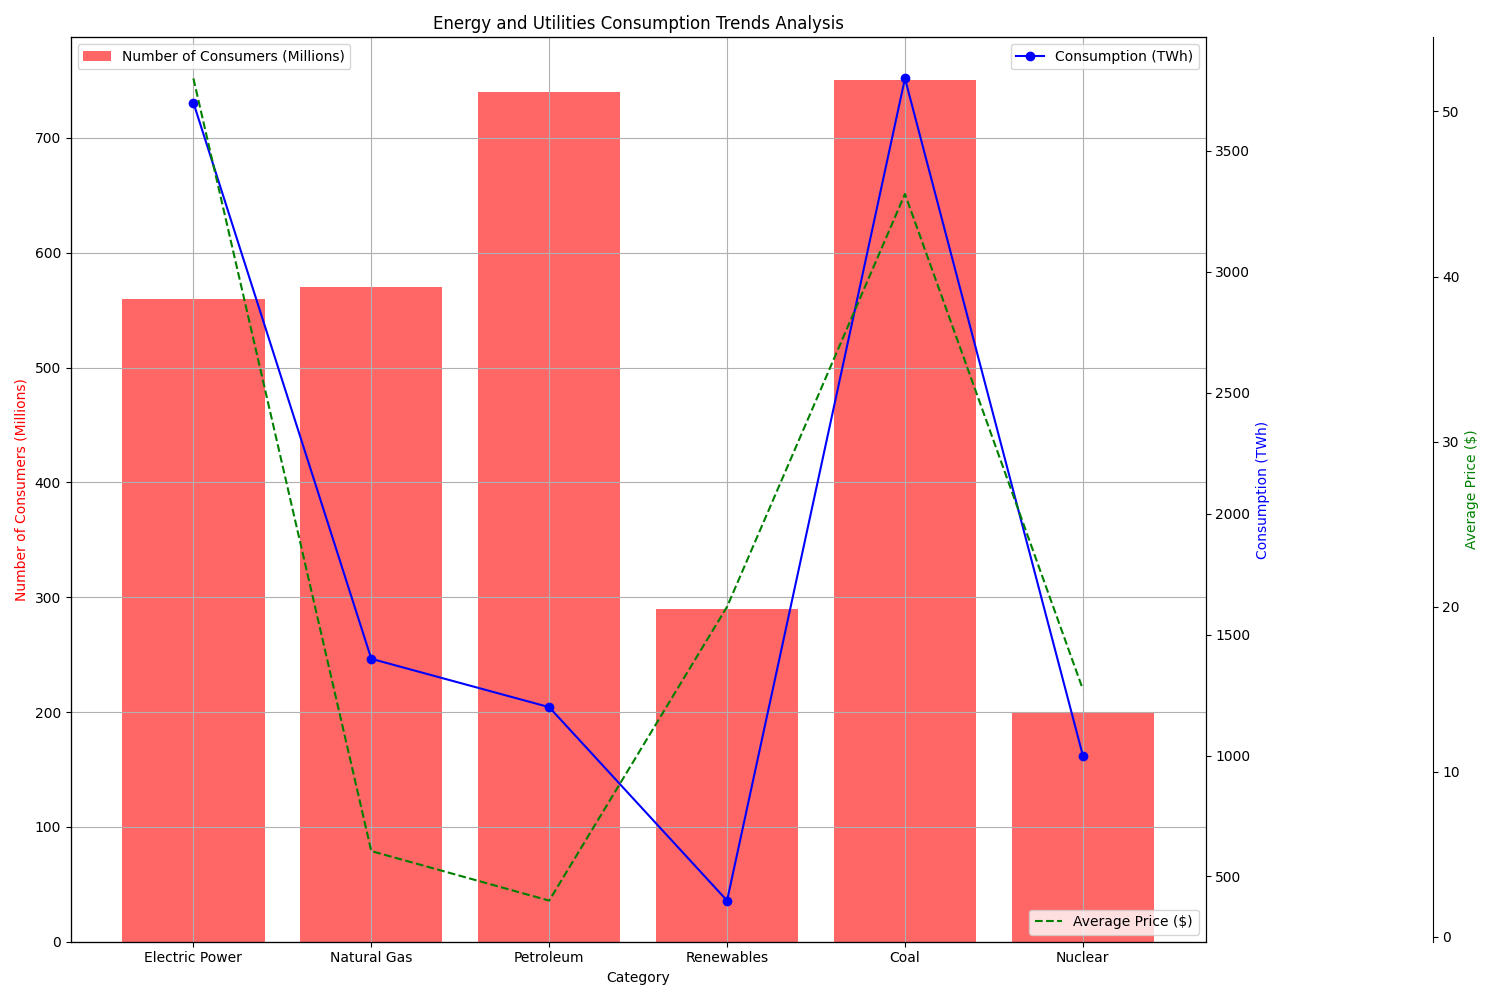 Energy and Utilities Consumption Trends Analysis
Number of Consumers (Millions)
Consumption (TWh)
Average Price ($)
Number of Consumers (Millions)
700
600
500
400
300
200
100
0
Electric Power
Natural Gas
Petroleum
Renewables
Coal
Nuclear
Category
3500
3000
2500
2000
1500
1000
500
Consumption (TWh)
50
40
30
20
10
0
Average Price ($)